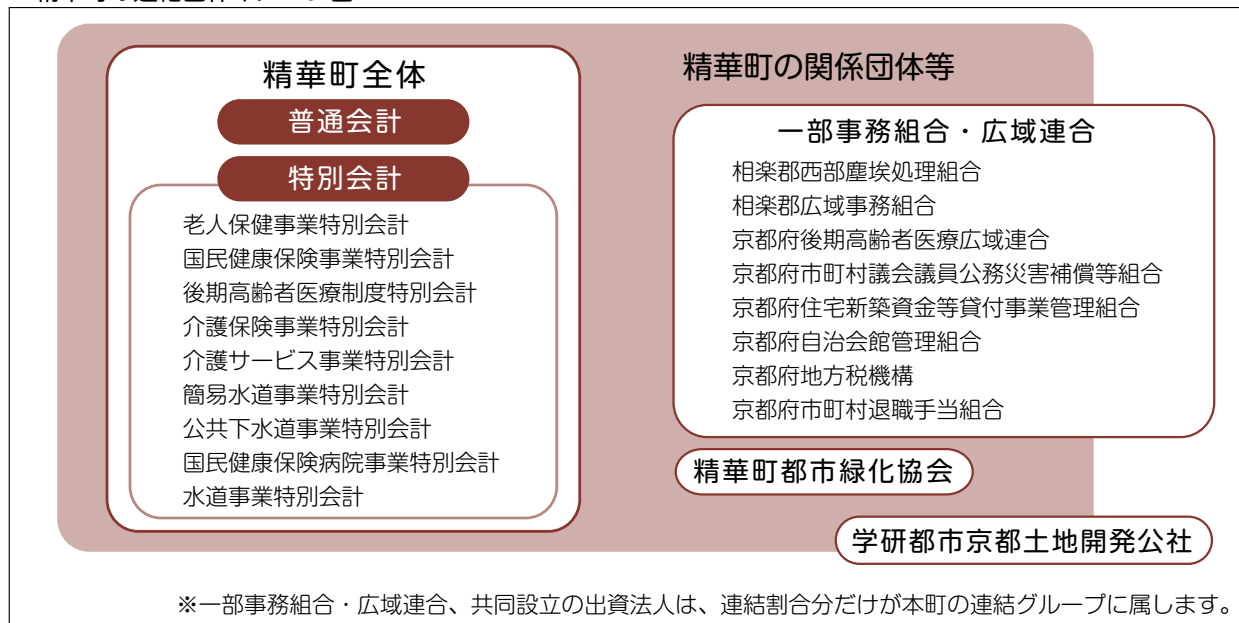 精華町全体
普通会計
特別会計
老人保健事業特別会計
国民健康保険事業特別会計
後期高齢者医療制度特別会計
介護保険事業特別会計
介護サービス事業特別会計
簡易水道事業特別会計
公共下水道事業特別会計
国民健康保険病院事業特別会計
水道事業特別会計
精華町の関係団体等
一部事務組合・広域連合
相楽郡西部塵埃処理組合
相楽郡広域事務組合
京都府後期高齢者医療広域連合
京都府市町村議会議員公務災害補償等組合
京都府住宅新築資金等貸付事業管理組合
京都府自治会館管理組合
京都府地方税機構
京都府市町村退職手当組合
精華町都市緑化協会
学研都市京都土地開発公社
※一部事務組合・広域連合、共同設立の出資法人は、連結割合分だけが本町の連結グループに属します。